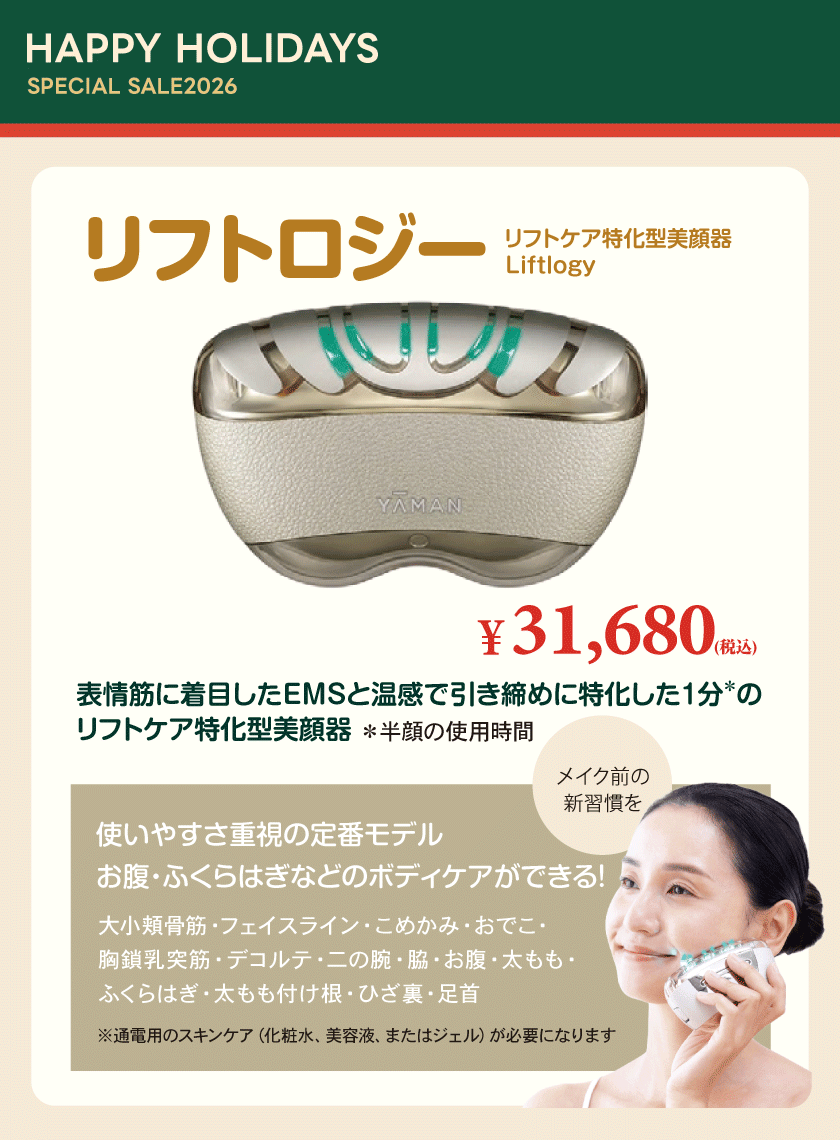 HAPPY HOLIDAYS
SPECIAL SALE2026
リフトロジー
リフトケア特化型美顔器
Liftlogy
YĀMAN
¥31,680(税込)
表情筋に着目したEMSと温感で引き締めに特化した1分*の
リフトケア特化型美顔器 *半顔の使用時間
メイク前の
新習慣を
使いやすさ重視の定番モデル
お腹・ふくらはぎなどのボディケアができる!
大小頬骨筋・フェイスライン・こめかみ・おでこ・
胸鎖乳突筋・デコルテ・二の腕・脇・お腹・太もも・
ふくらはぎ・太もも付け根・ひざ裏・足首
※通電用のスキンケア(化粧水、美容液、またはジェル)が必要になります